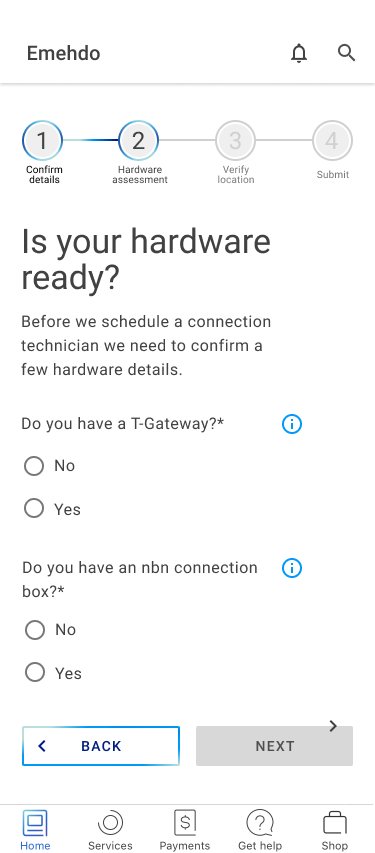 Emehdo
1
2
3
4
Confirm
details
Hardware
assessment
Verify
location
Submit
Is your hardware
ready?
Before we schedule a connection
technician we need to confirm a
few hardware details.
Do you have a T-Gateway?*
No
Yes
Do you have an nbn connection
box?*
No
Yes
BACK
NEXT
Home
Services
Payments
Get help
Shop